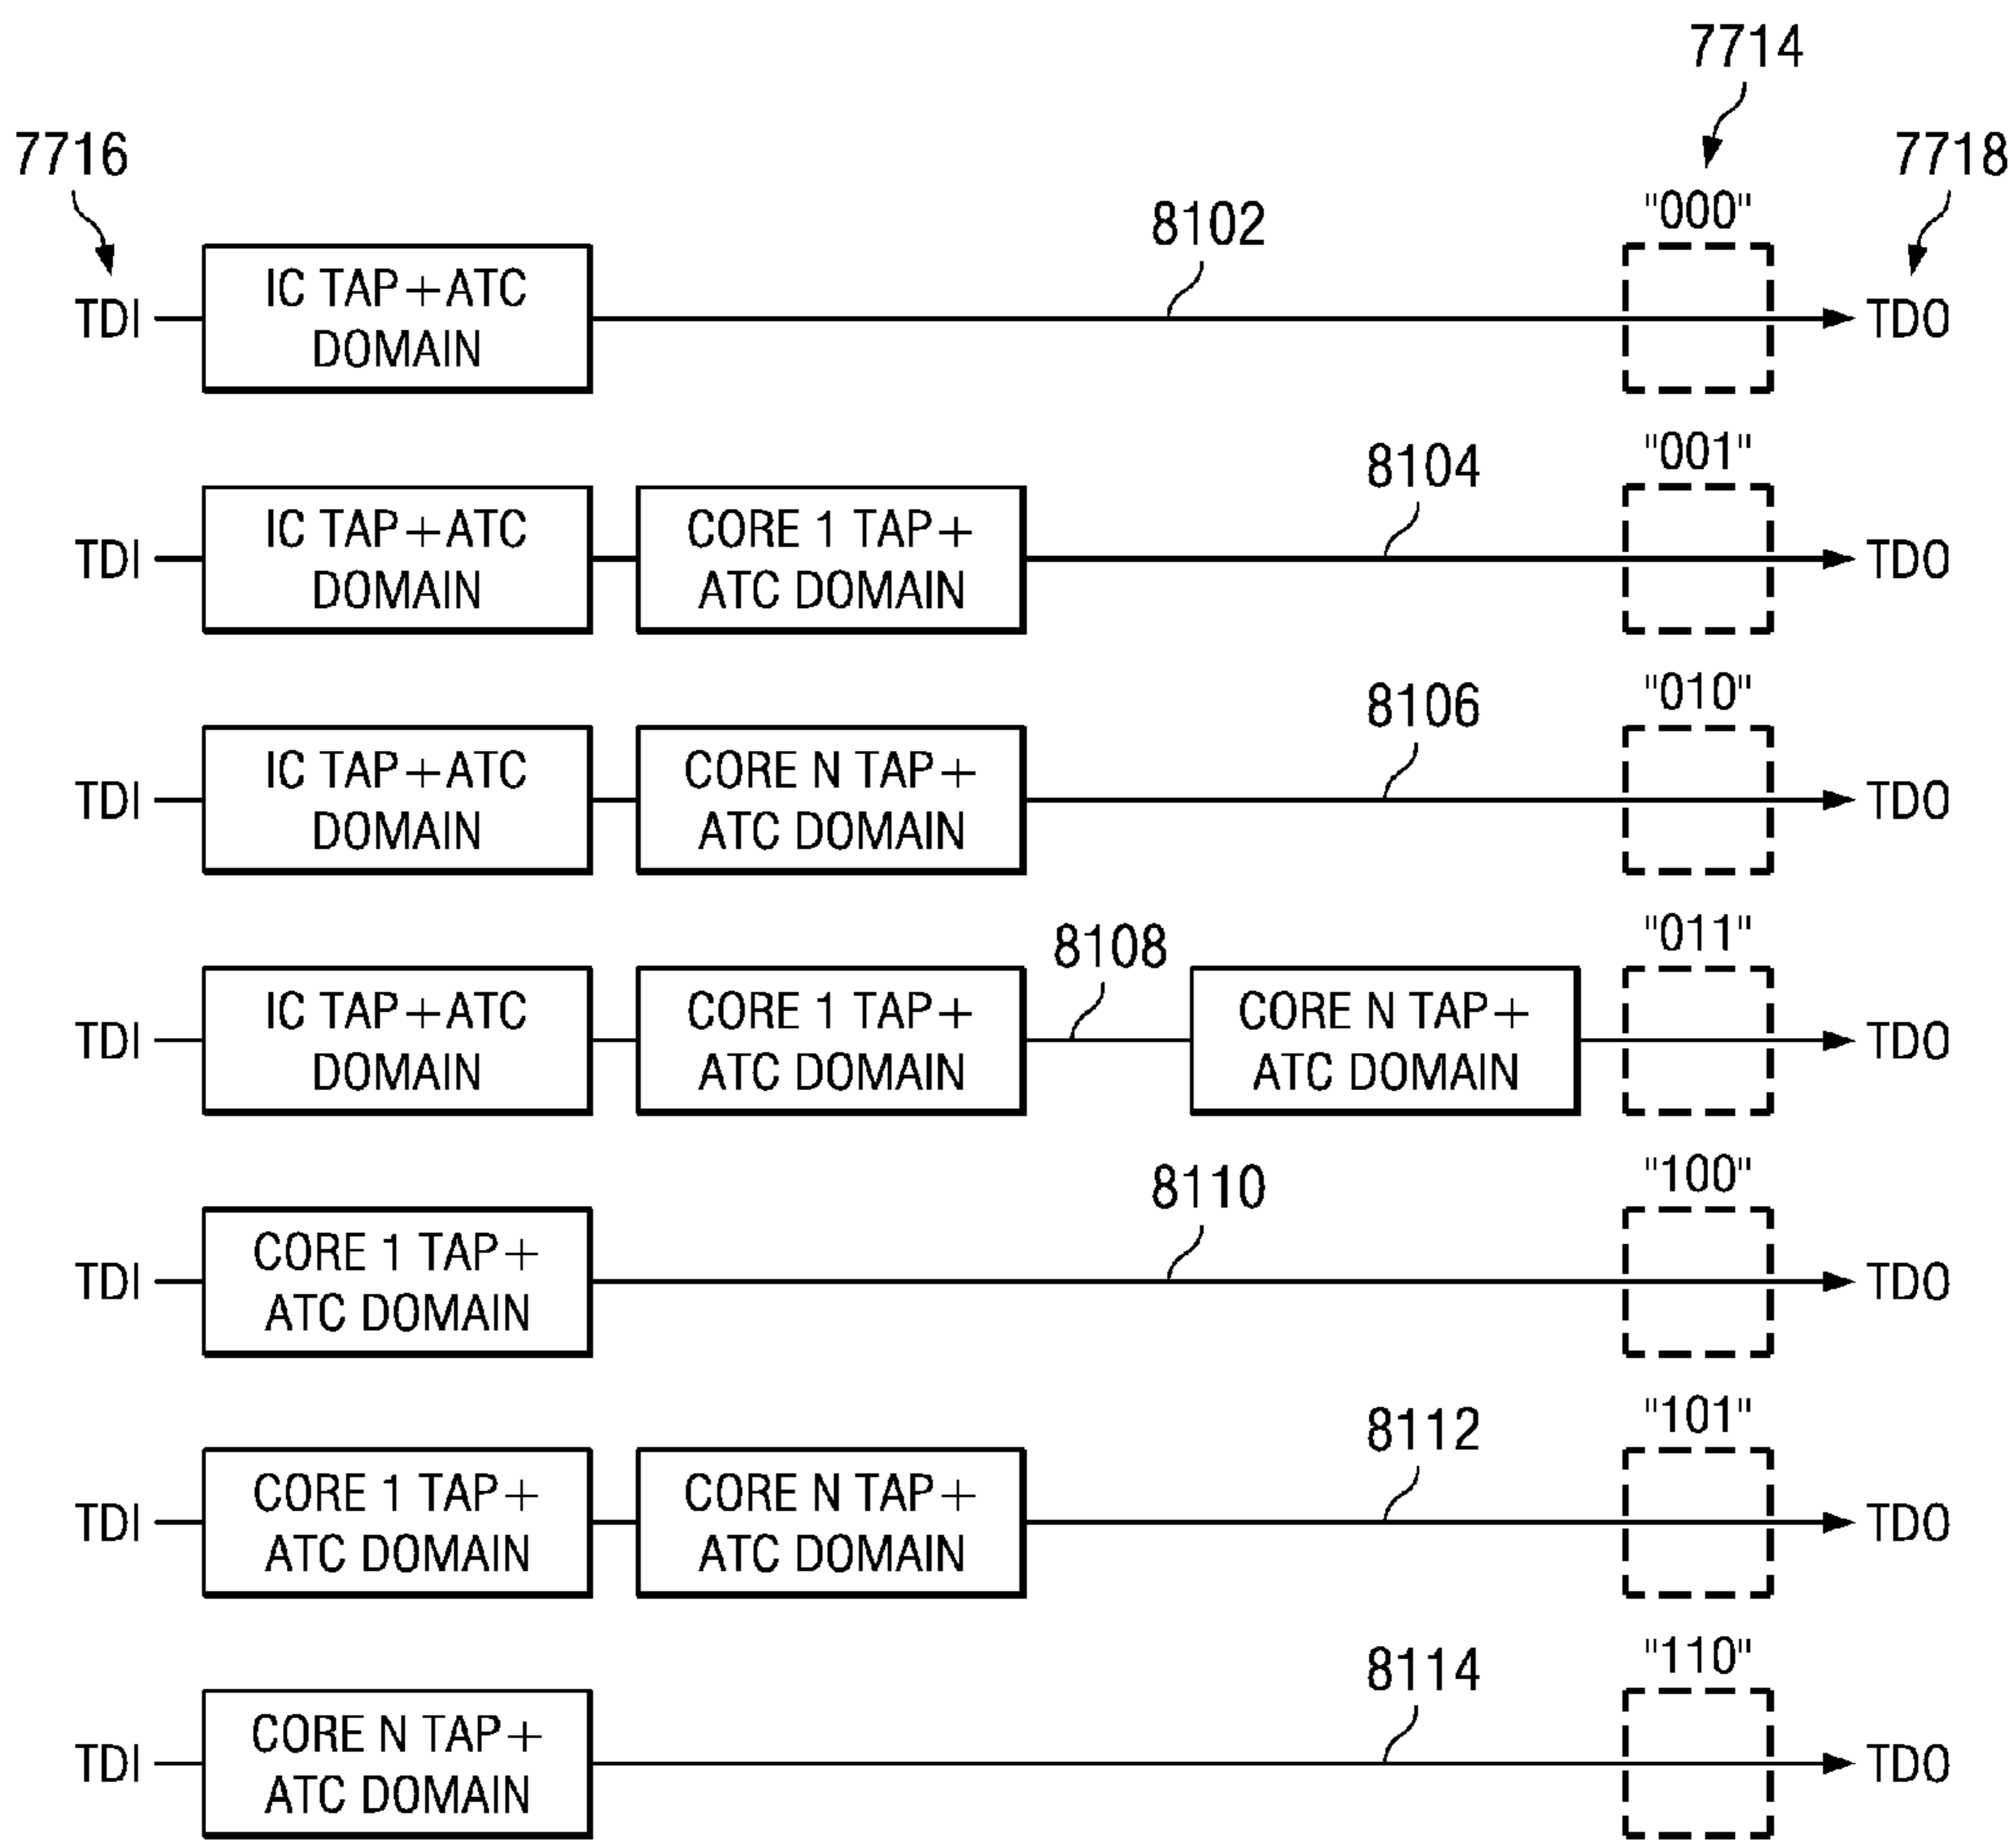 7714
7716
7718
"000"
8102
TDI
IC TAP+ATC
DOMAIN
TDO
"001"
8104
TDI
IC TAP+ATC
DOMAIN
CORE 1 TAP+
ATC DOMAIN
TDO
"010"
8106
TDI
IC TAP+ATC
DOMAIN
CORE N TAP+
ATC DOMAIN
TDO
"011"
8108
TDI
IC TAP+ATC
DOMAIN
CORE 1 TAP+
ATC DOMAIN
CORE N TAP+
ATC DOMAIN
TDO
"100"
8110
TDI
CORE 1 TAP+
ATC DOMAIN
TDO
"101"
8112
TDI
CORE 1 TAP+
ATC DOMAIN
CORE N TAP+
ATC DOMAIN
TDO
"110"
8114
TDI
CORE N TAP+
ATC DOMAIN
TDO